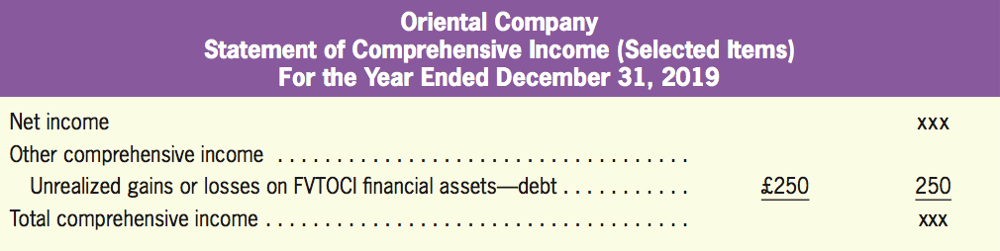 Oriental Company
Statement of Comprehensive Income (Selected Items)
For the Year Ended December 31, 2019
Net income xxx
Other comprehensive income . . . . . . . . . . . . . . . . . . . . . . . . . . . . . . . . . . .
Unrealized gains or losses on FVTOCI financial assets—debt . . . . . . . . . . . £250 250
Total comprehensive income . . . . . . . . . . . . . . . . . . . . . . . . . . . . . . . . . . . . xxx